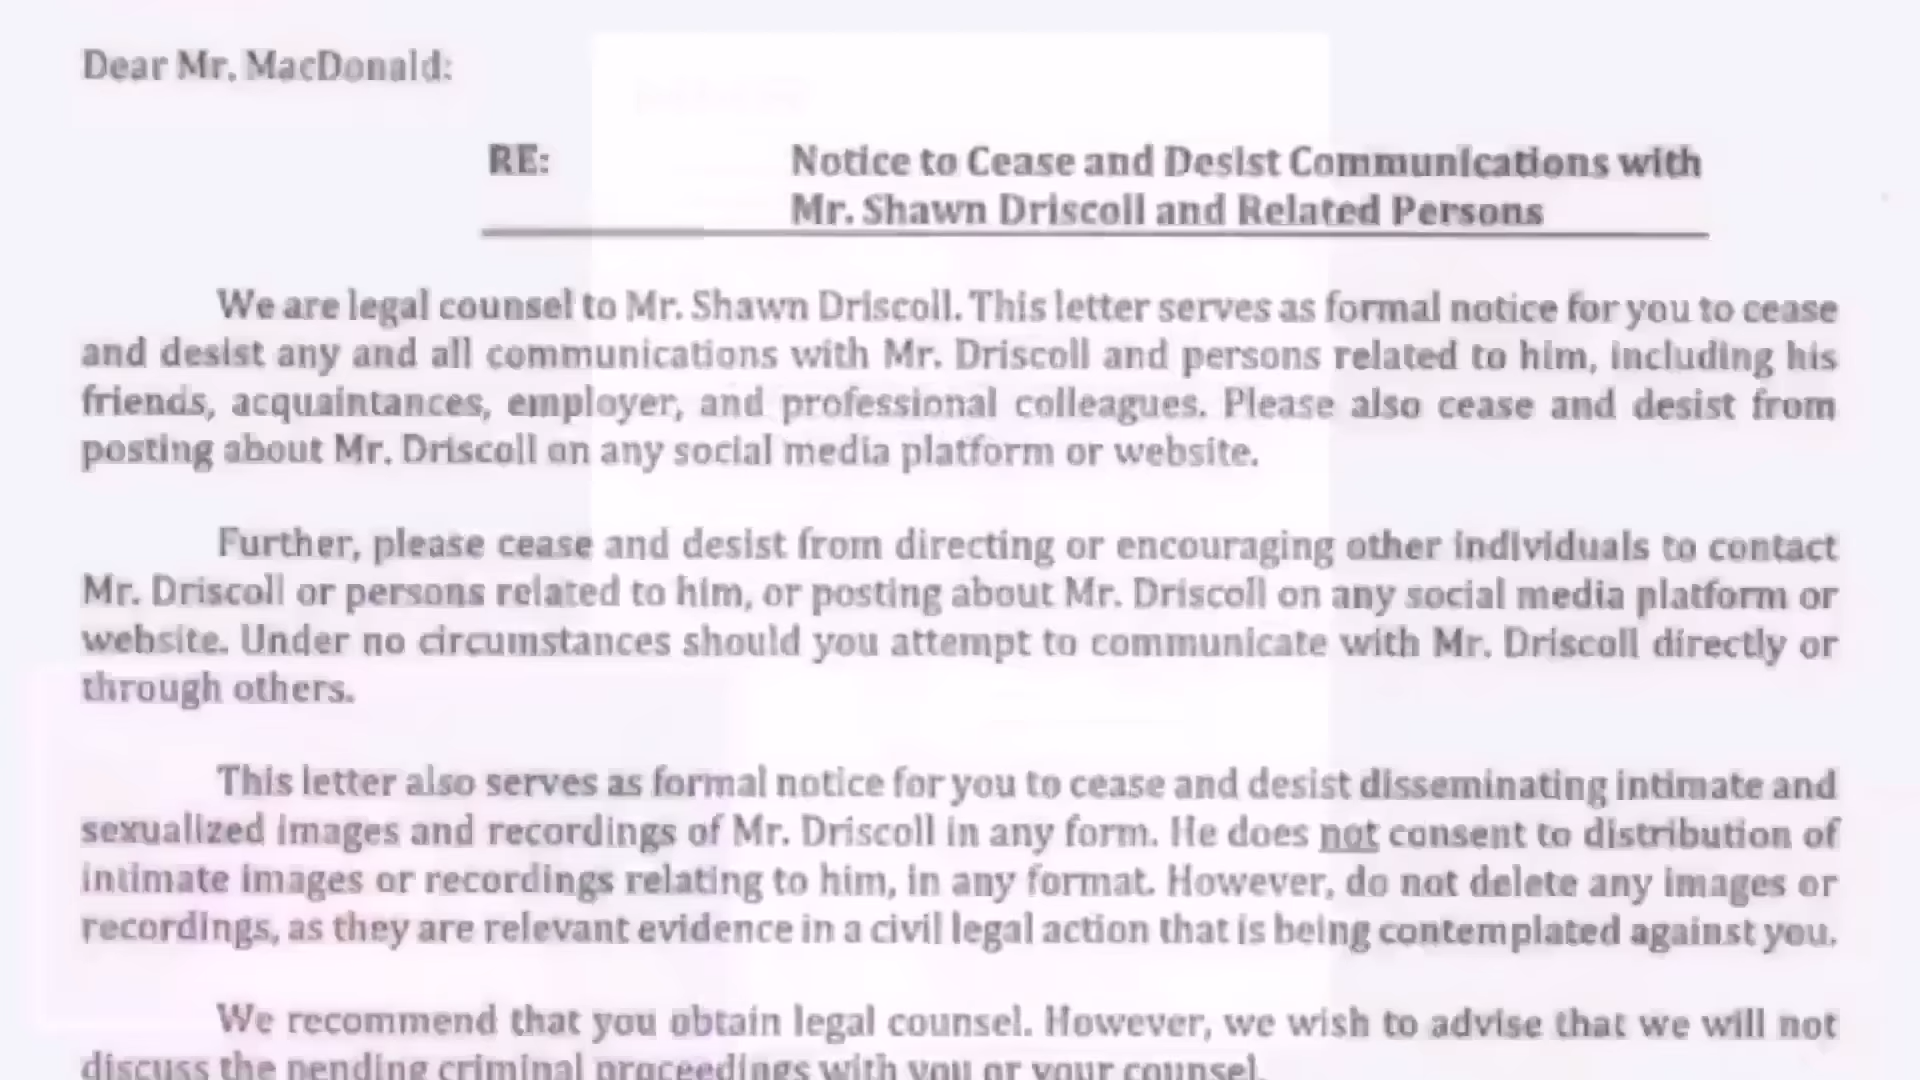 Dear Mr. MacDonald:
RE: Notice to Cease and Desist Communications with
Mr. Shawn Driscoll and Related Persons
We are legal counsel to Mr. Shawn Driscoll. This letter serves as formal notice for you to cease
and desist any and all communications with Mr. Driscoll and persons related to him, including his
friends, acquaintances, employer, and professional colleagues. Please also cease and desist from
posting about Mr. Driscoll on any social media platform or website.
Further, please cease and desist from directing or encouraging other individuals to contact
Mr. Driscoll or persons related to him, or posting about Mr. Driscoll on any social media platform or
website. Under no circumstances should you attempt to communicate with Mr. Driscoll directly or
through others.
This letter also serves as formal notice for you to cease and desist disseminating intimate and
sexualized images and recordings of Mr. Driscoll in any form. He does not consent to distribution of
intimate images or recordings relating to him, in any format. However, do not delete any images or
recordings, as they are relevant evidence in a civil legal action that is being contemplated against you.
We recommend that you obtain legal counsel. However, we wish to advise that we will not
discuss the pending criminal proceedings with you or your counsel.